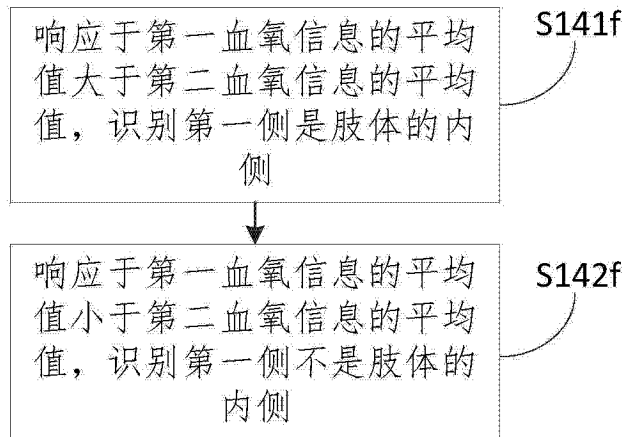 响应于第一血氧信息的平均
值大于第二血氧信息的平均
值，识别第一侧是肢体的内
侧
S141f
响应于第一血氧信息的平均
值小于第二血氧信息的平均
值，识别第一侧不是肢体的
内侧
S142f